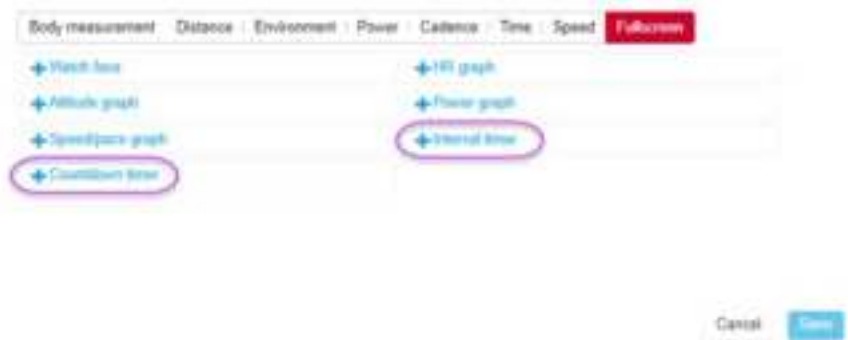 Body measurement Distance Environment Power Cadence Time Speed Fullscreen
Watch face HR graph
Altitude graph Power graph
Speed/pace graph Interval timer
Countdown timer
Cancel Save